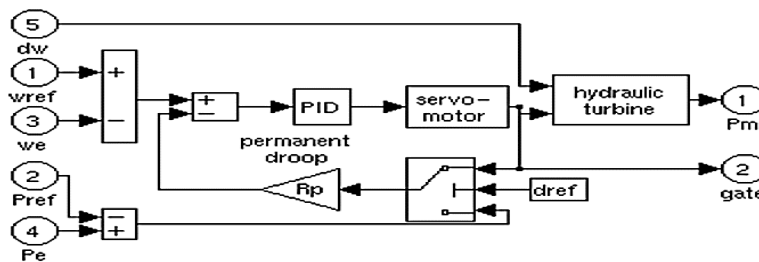 5
dw
1
wref
3
we
2
Pref
4
Pe
+
−
+
−
PID
servo-
motor
hydraulic
turbine
1
Pm
permanent
droop
Rp
dref
2
gate
−
+